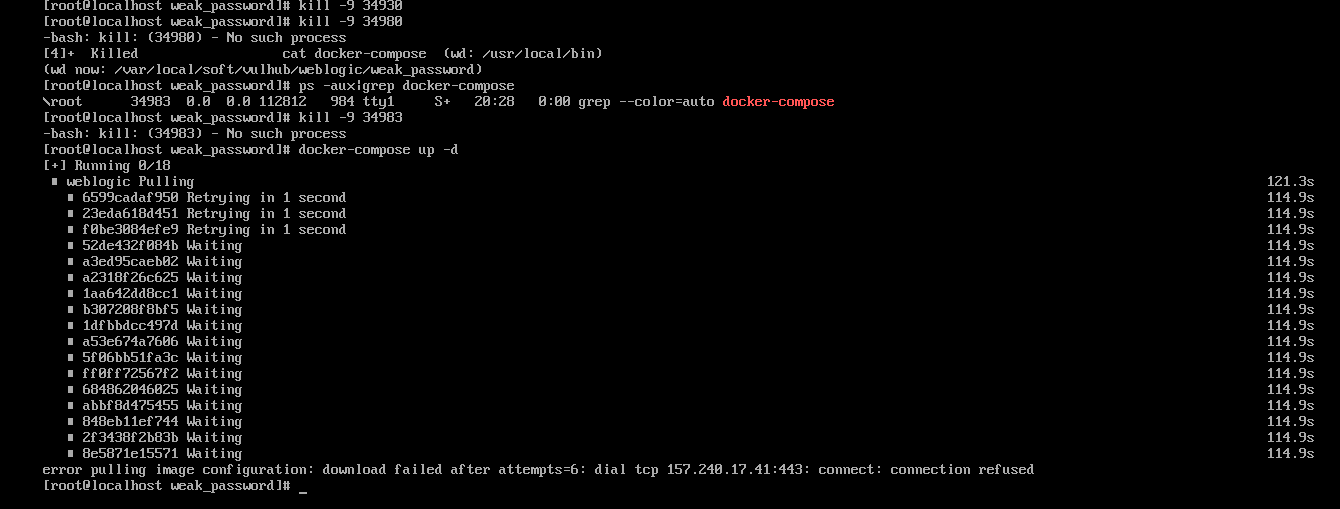 [root@localhost weak_password]# kill -9 34930
[root@localhost weak_password]# kill -9 34980
-bash: kill: (34980) - No such process
[4]+  Killed                  cat docker-compose  (wd: /usr/local/bin)
(wd now: /var/local/soft/vulhub/weblogic/weak_password)
[root@localhost weak_password]# ps -aux|grep docker-compose
\root      34983  0.0  0.0 112812   984 tty1     S+   20:28   0:00 grep --color=auto docker-compose
[root@localhost weak_password]# kill -9 34983
-bash: kill: (34983) - No such process
[root@localhost weak_password]# docker-compose up -d
[+] Running 0/18
weblogic Pulling 121.3s
6599cadaf950 Retrying in 1 second 114.9s
23eda618d451 Retrying in 1 second 114.9s
f0be3084efe9 Retrying in 1 second 114.9s
52de432f084b Waiting 114.9s
a3ed95caeb02 Waiting 114.9s
a2318f26c625 Waiting 114.9s
1aa642dd8cc1 Waiting 114.9s
b307208f8bf5 Waiting 114.9s
1dfbbdcc497d Waiting 114.9s
a53e674a7606 Waiting 114.9s
5f06bb51fa3c Waiting 114.9s
ff0ff72567f2 Waiting 114.9s
684862046025 Waiting 114.9s
abbf8d475455 Waiting 114.9s
848eb11ef744 Waiting 114.9s
2f3438f2b83b Waiting 114.9s
8e5871e15571 Waiting 114.9s
error pulling image configuration: download failed after attempts=6: dial tcp 157.240.17.41:443: connect: connection refused
[root@localhost weak_password]# _